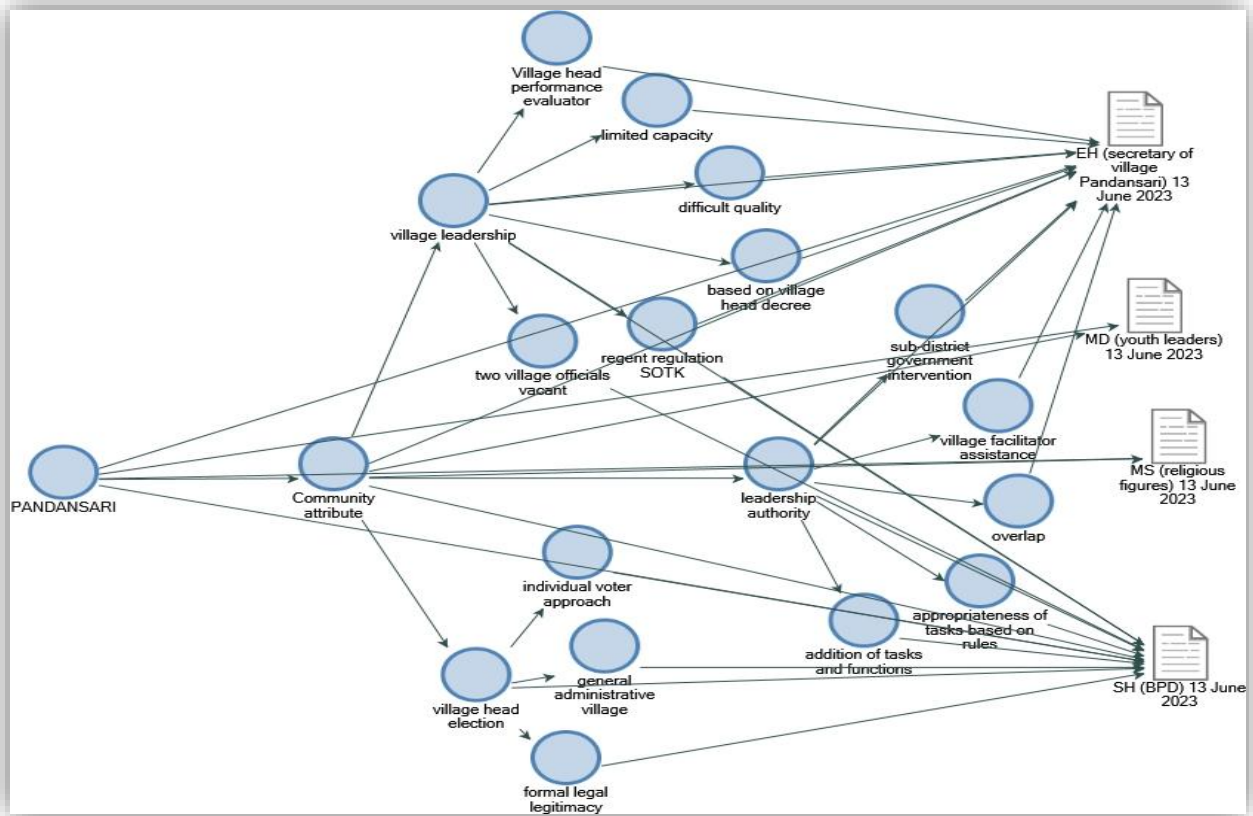 Village head
performance
evaluator
limited capacity
EH (secretary of
village
Pandansari) 13
June 2023
difficult quality
village leadership
based on village
head decree
sub-district
government
intervention
MD (youth leaders)
13 June 2023
regent regulation
SOTK
two village officials
vacant
village facilitator
assistance
MS (religious
figures) 13 June
2023
PANDANSARI
Community
attribute
leadership
authority
overlap
individual voter
approach
appropriateness of
tasks based on
rules
addition of tasks
and functions
general
administrative
village
SH (BPD) 13 June
2023
village head
election
formal legal
legitimacy